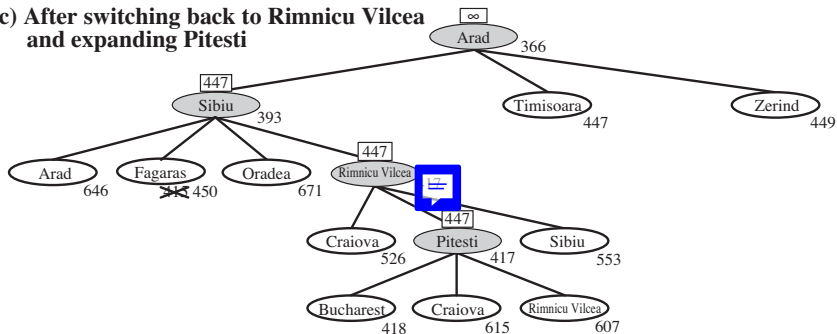 c) After switching back to Rimnicu Vilcea
and expanding Pitesti
∞
Arad
366
447
Sibiu
393
Timisoara
447
Zerind
449
447
Arad
646
Fagaras
415 450
Oradea
671
Rimnicu Vilcea
447
Craiova
526
Pitesti
417
Sibiu
553
Bucharest
418
Craiova
615
Rimnicu Vilcea
607